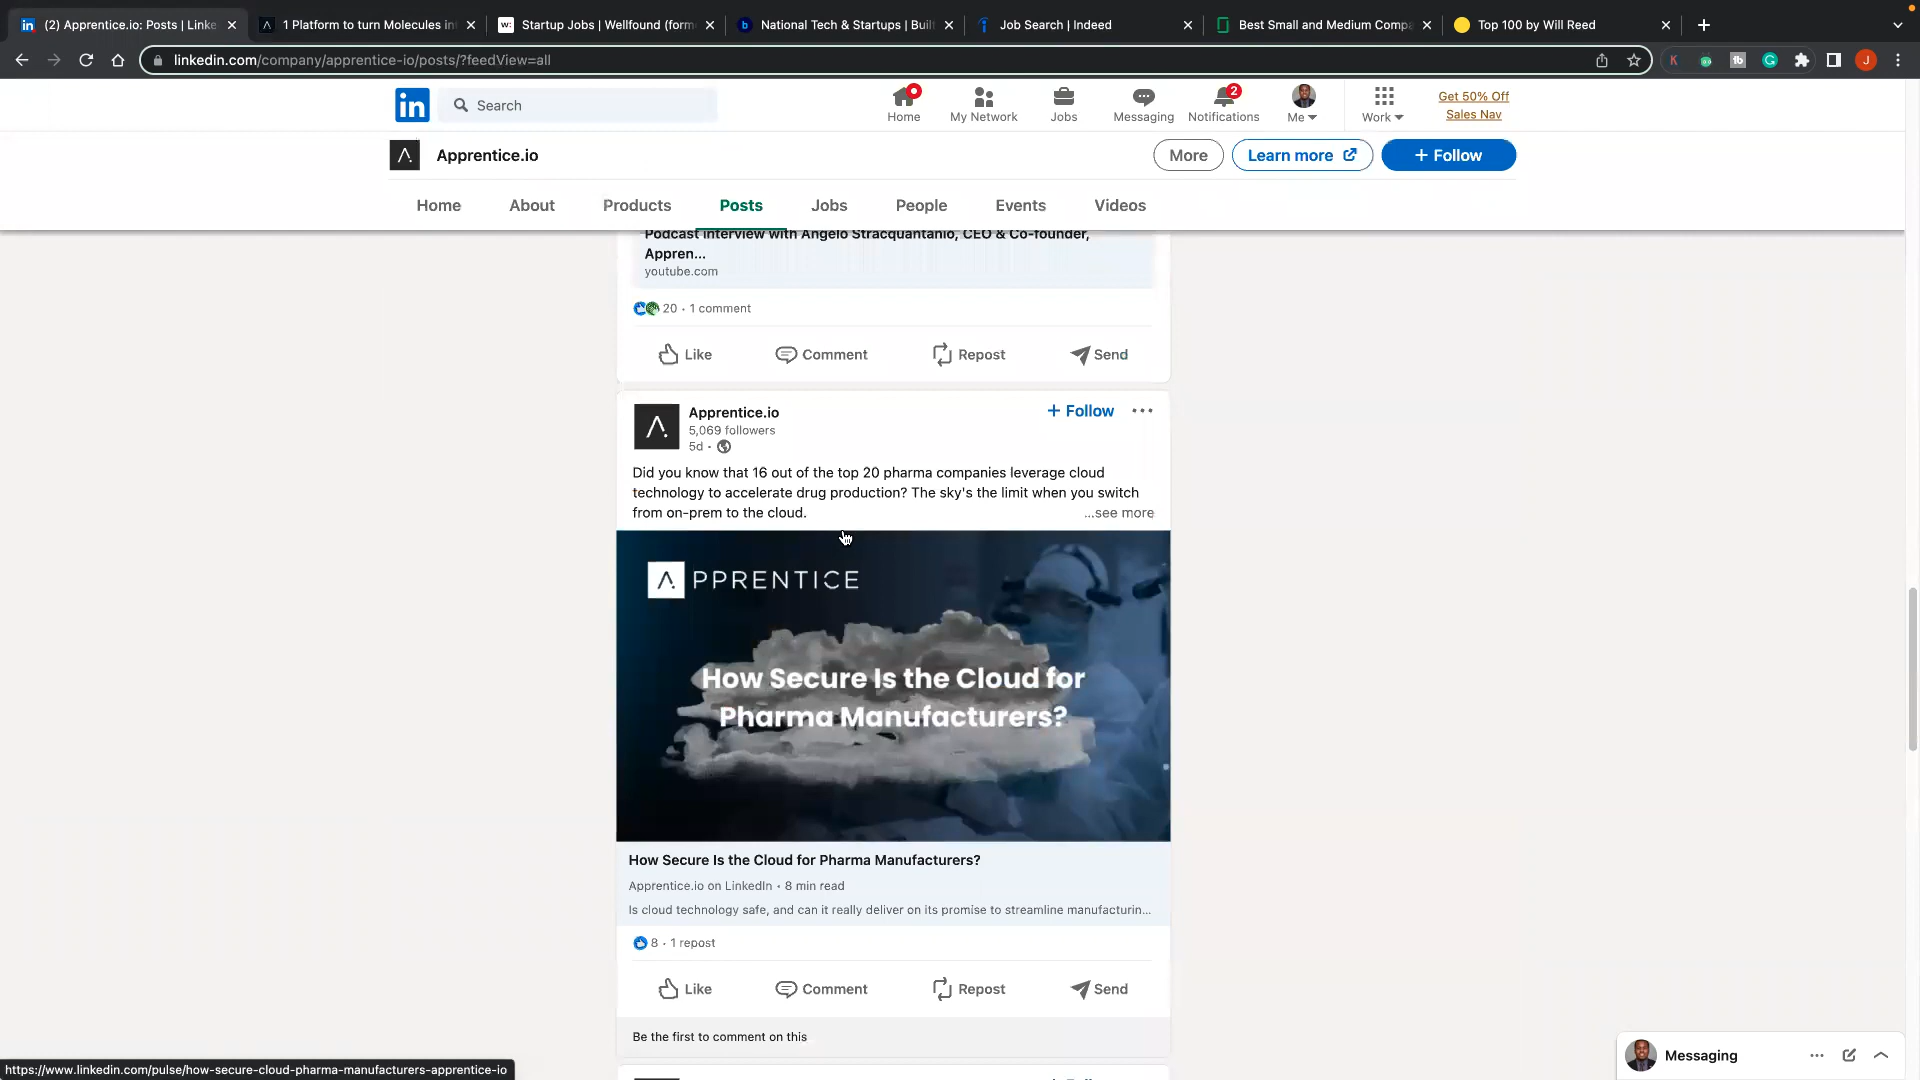 (2) Apprentice.io: Posts | Linke
1 Platform to turn Molecules in
Startup Jobs | Wellfound (form
National Tech & Startups | Buil
Job Search | Indeed
Best Small and Medium Comp
Top 100 by Will Reed
linkedin.com/company/apprentice-io/posts/?feedView=all
Search
Home
My Network
Jobs
Messaging
2
Notifications
Me
Work
Get 50% Off
Sales Nav
Apprentice.io
More
Learn more
+ Follow
Home
About
Products
Posts
Jobs
People
Events
Videos
Podcast interview with Angelo Stracquantanio, CEO & Co-founder,
Appren...
youtube.com
20 · 1 comment
Like
Comment
Repost
Send
Apprentice.io
5,069 followers
5d ·
+ Follow
Did you know that 16 out of the top 20 pharma companies leverage cloud
technology to accelerate drug production? The sky's the limit when you switch
from on-prem to the cloud.
...see more
APPRENTICE
How Secure Is the Cloud for
Pharma Manufacturers?
How Secure Is the Cloud for Pharma Manufacturers?
Apprentice.io on LinkedIn • 8 min read
Is cloud technology safe, and can it really deliver on its promise to streamline manufacturin...
8 · 1 repost
Like
Comment
Repost
Send
Be the first to comment on this
Messaging
https://www.linkedin.com/pulse/how-secure-cloud-pharma-manufacturers-apprentice-io